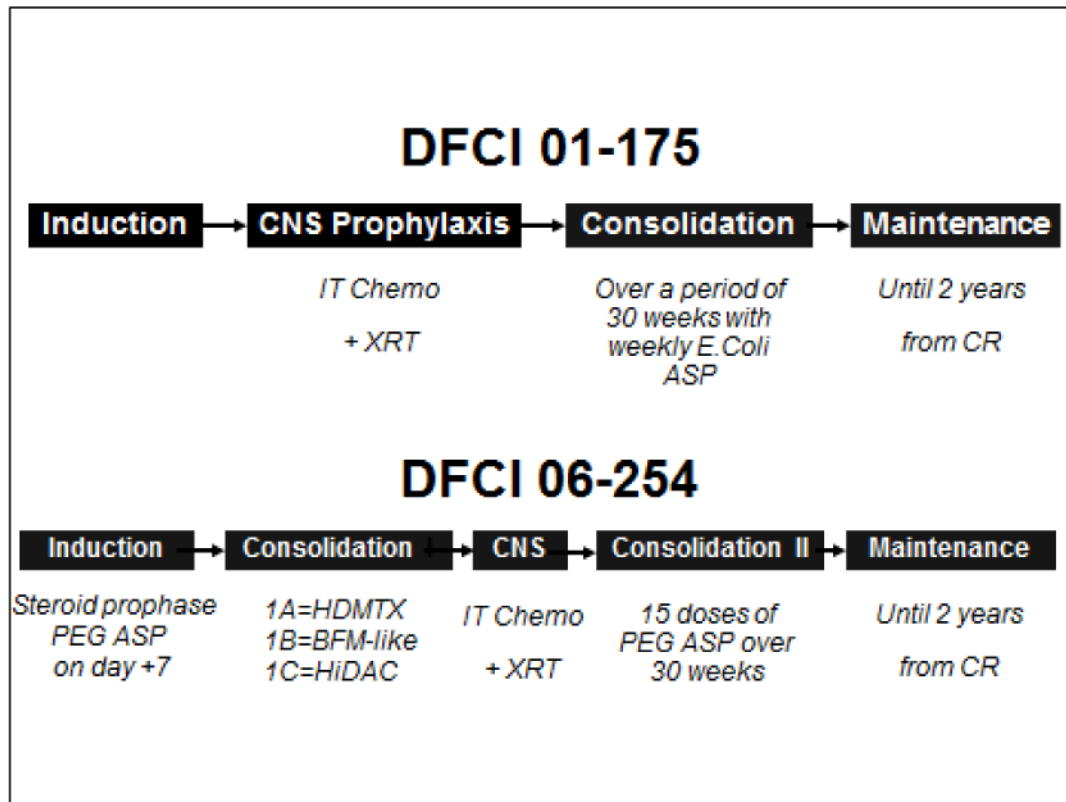 DFCI 01-175
Induction CNS Prophylaxis Consolidation Maintenance
IT Chemo
+ XRT
Over a period of
30 weeks with
weekly E.Coli
ASP
Until 2 years
from CR
DFCI 06-254
Induction Consolidation I CNS Consolidation II Maintenance
Steroid prophase
PEG ASP
on day +7
1A=HDMTX
1B=BFM-like
1C=HiDAC
IT Chemo
+ XRT
15 doses of
PEG ASP over
30 weeks
Until 2 years
from CR